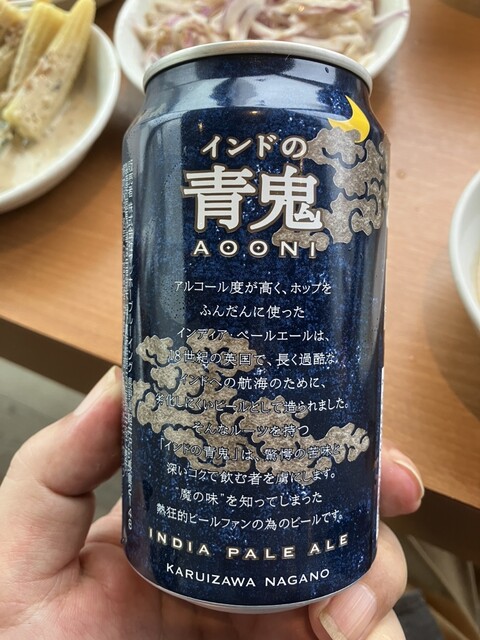 インドの
青鬼
AOONI
アルコール度が高く、ホップを
ふんだんに使った
インディア・ペールエールは、
18世紀の英国で、長く過酷な
インドへの航海のために、
劣化しにくいビールとして造られました。
そんなルーツを持つ
「インドの青鬼」は、驚愕の苦味と
深いコクで飲む者を虜にします。
魔の味"を知ってしまった
熱狂的ビールファンの為のビールです。
INDIA PALE ALE
KARUIZAWA NAGANO